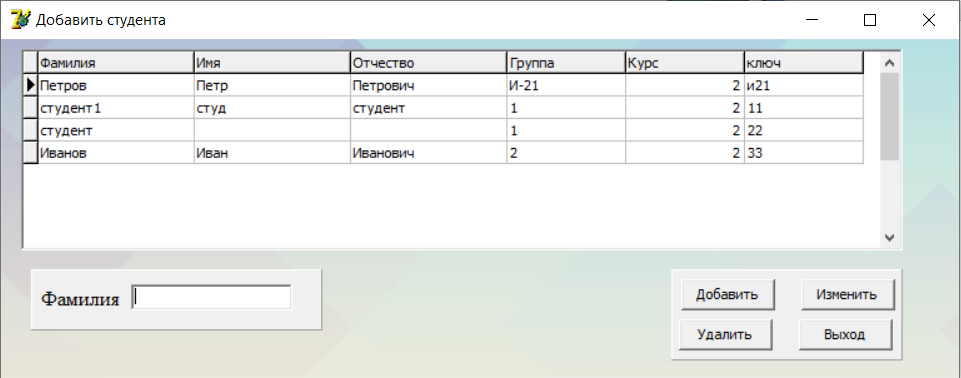 Добавить студента
Фамилия Имя Отчество Группа Курс ключ
Петров Петр Петрович И-21 2 и21
студент1 студ студент 1 2 11
студент 1 2 22
Иванов Иван Иванович 2 2 33
Фамилия
Добавить Изменить
Удалить Выход